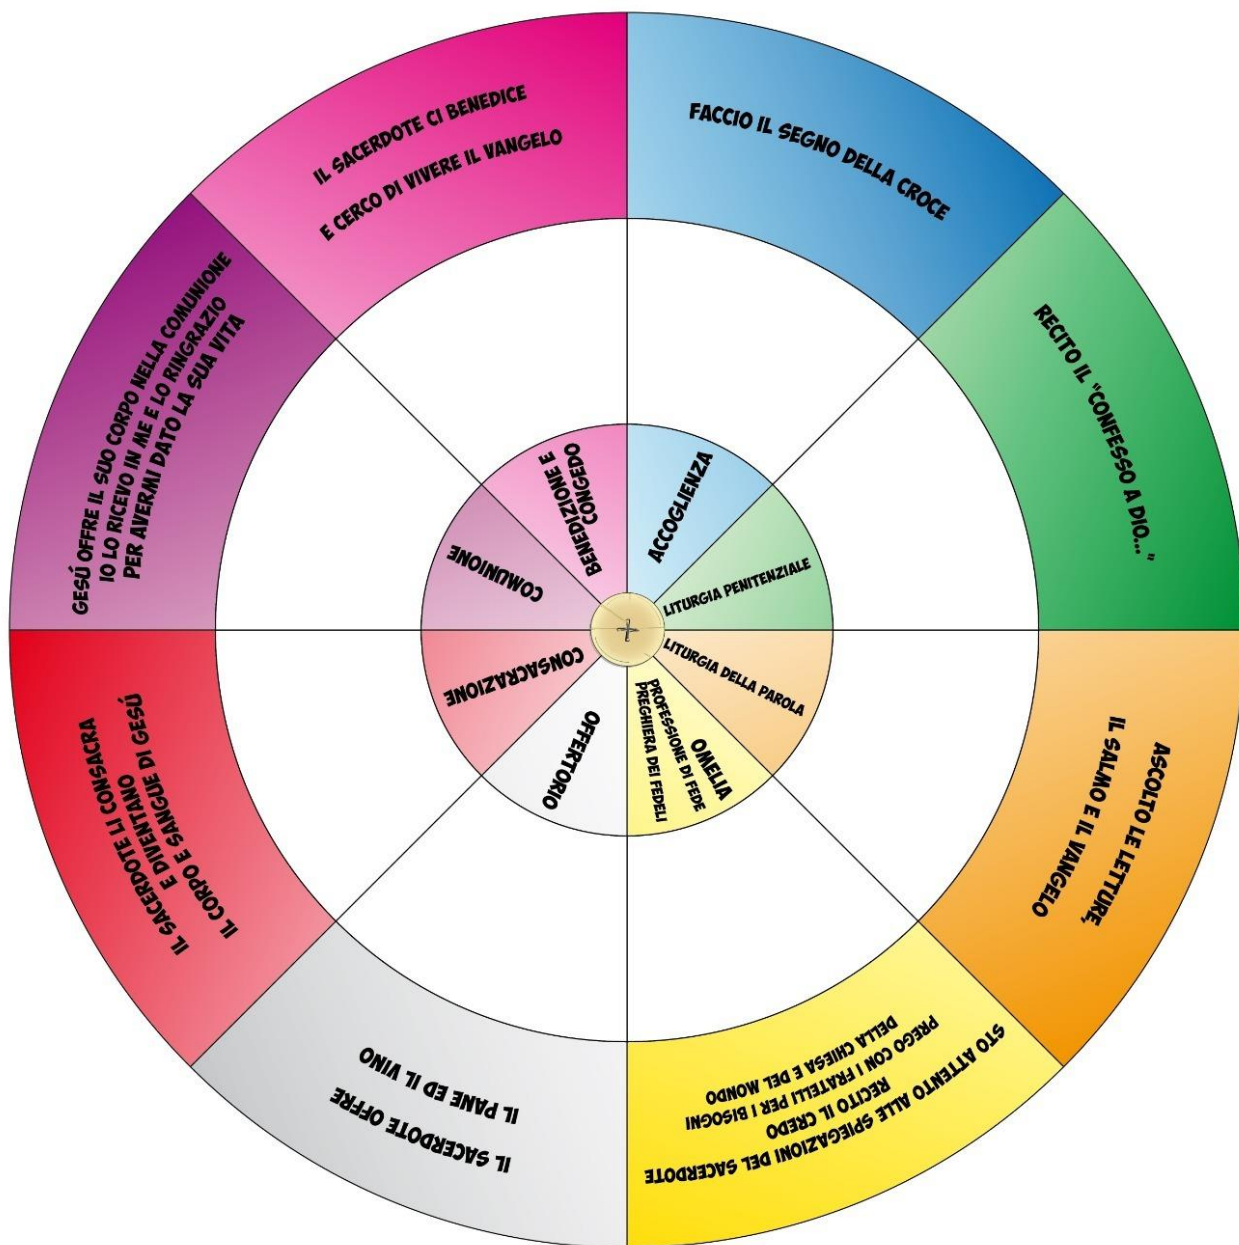 FACCIO IL SEGNO DELLA CROCE
RECITO IL "CONFESSO A DIO..."
ASCOLTO LE LETTURE,
IL SALMO E IL VANGELO
STO ATTENTO ALLE SPIEGAZIONI DEL SACERDOTE
RECITO IL CREDO
PREGO CON I FRATELLI PER I BISOGNI
DELLA CHIESA E DEL MONDO
IL SACERDOTE OFFRE
IL PANE ED IL VINO
IL SACERDOTE LI CONSACRA
E DIVENTANO
IL CORPO E SANGUE DI GESÚ
GESÚ OFFRE IL SUO CORPO NELLA COMUNIONE
IO LO RICEVO IN ME E LO RINGRAZIO
PER AVERMI DATO LA SUA VITA
IL SACERDOTE CI BENEDICE
E CERCO DI VIVERE IL VANGELO
ACCOGLIENZA
LITURGIA PENITENZIALE
LITURGIA DELLA PAROLA
OMELIA
PROFESSIONE DI FEDE
PREGHIERA DEI FEDELI
OFFERTORIO
CONSACRAZIONE
COMUNIONE
BENEDIZIONE E
CONGEDO